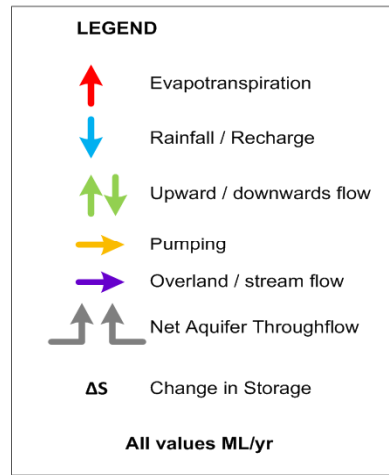 LEGEND
Evapotranspiration
Rainfall / Recharge
Upward / downwards flow
Pumping
Overland / stream flow
Net Aquifer Throughflow
ΔS Change in Storage
All values ML/yr